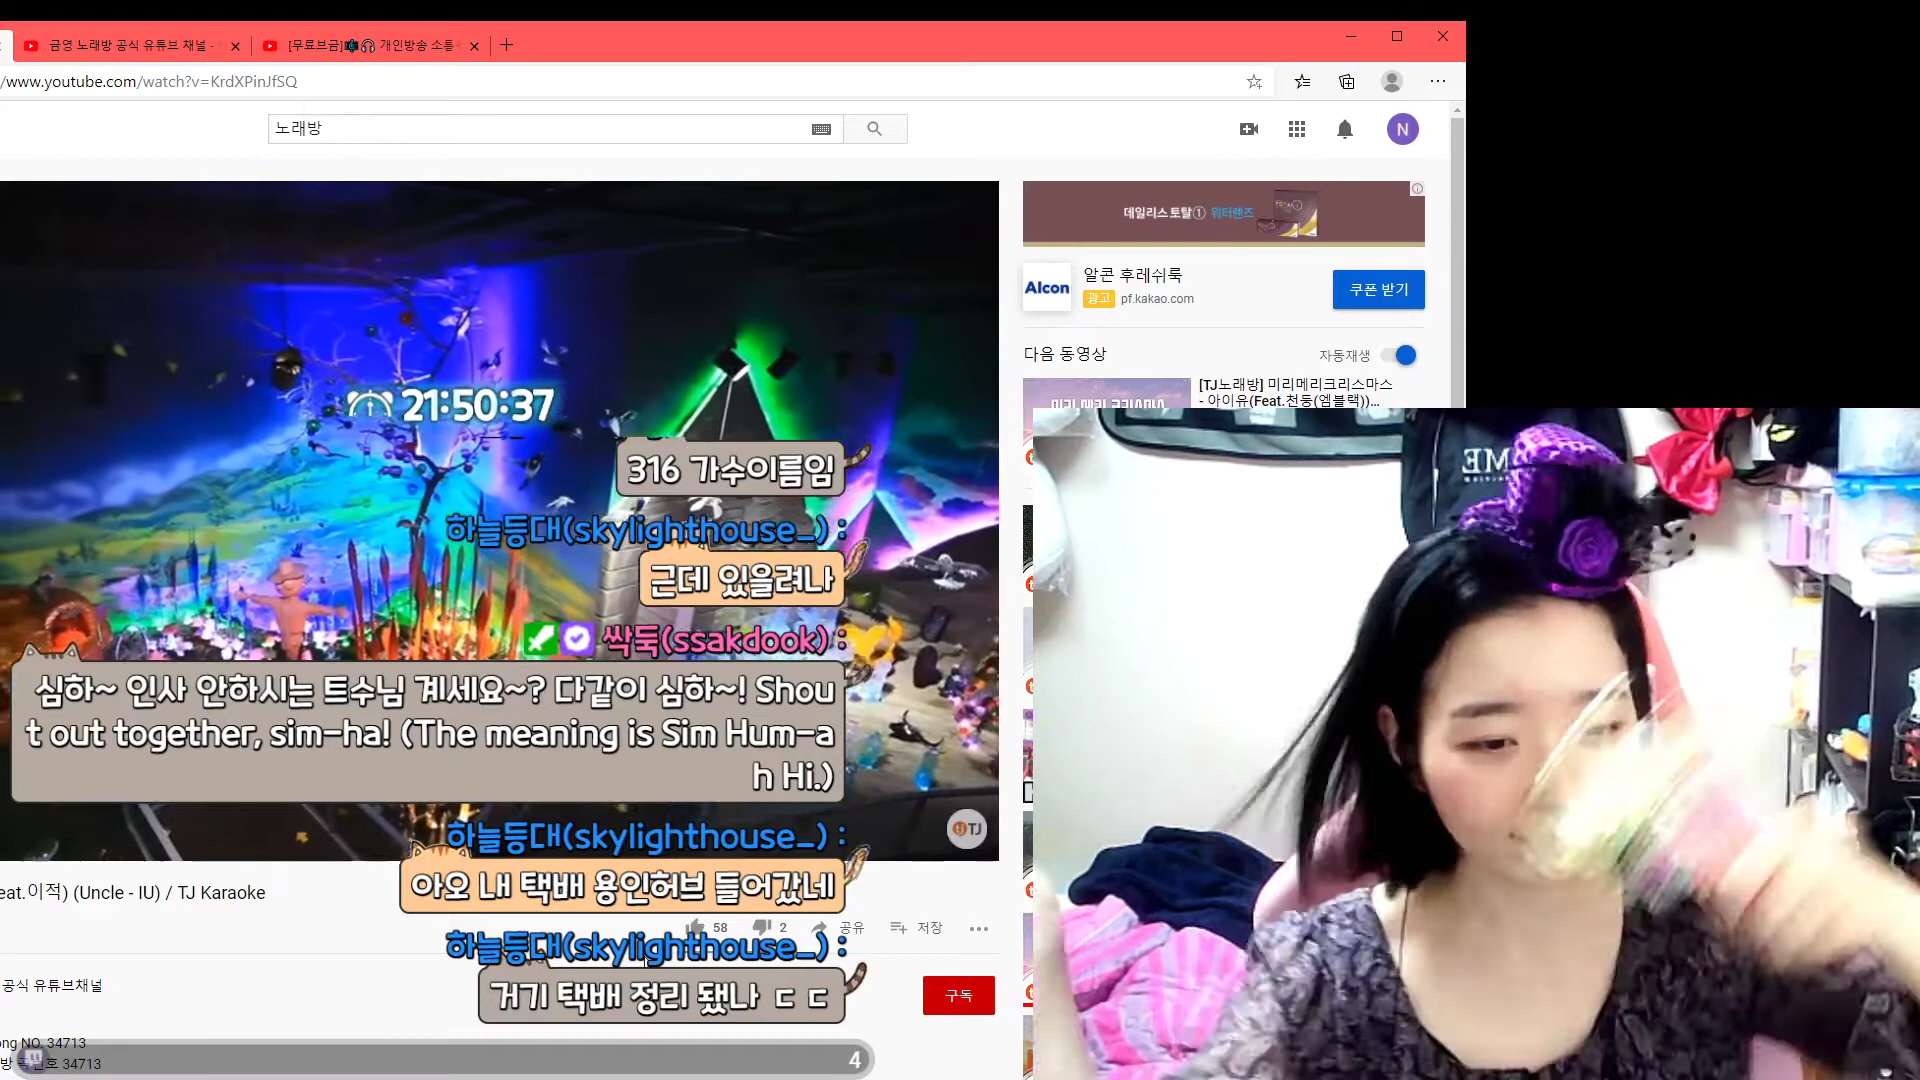 금영 노래방 공식 유튜브 채널 -
[무료브금] 개인방송 소통
/www.youtube.com/watch?v=KrdXPinJfSQ
노래방
N
데일리스 토탈① 워터렌즈
Alcon
알콘 후레쉬룩
광고 pf.kakao.com
쿠폰 받기
다음 동영상
자동재생
[TJ노래방] 미리메리크리스마스
- 아이유(Feat.천둥(엠블랙))...
21:50:37
316 가수이름임
하늘등대(skylighthouse_) :
근데 있을려나
싹둑(ssakdook) :
심하~ 인사 안하시는 트수님 계세요~? 다같이 심하~! Shou
t out together, sim-ha! (The meaning is Sim Hum-a
h Hi.)
TJ
하늘등대(skylighthouse_) :
아오 내 택배 용인허브 들어갔네
eat.이적) (Uncle - IU) / TJ Karaoke
58
2
공유
저장
하늘등대(skylighthouse_) :
거기 택배 정리 됐나 ㄷ ㄷ
공식 유튜브채널
구독
ong NO. 34713
34713
4